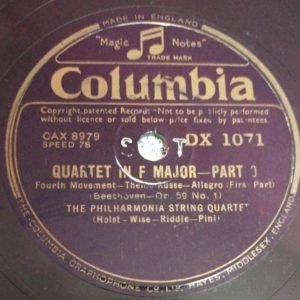 MADE IN ENGLAND
"Magic Notes"
TRADE MARK
Columbia
Copyright, patented Records—Not to be publicly performed
without licence or sold below price fixed by patentees.
CAX 8979
SPEED 78
DX 1071
QUARTET IN F MAJOR—PART
Fourth Movement—Theme Russe—Allegro (First Part)
(Beethoven—Op. 59 No. 1)
THE PHILHARMONIA STRING QUARTET
(Holst - Wise - Riddle - Pini)
THE COLUMBIA GRAPHOPHONE CO., LTD., HAYES, MIDDLESEX, ENGLAND